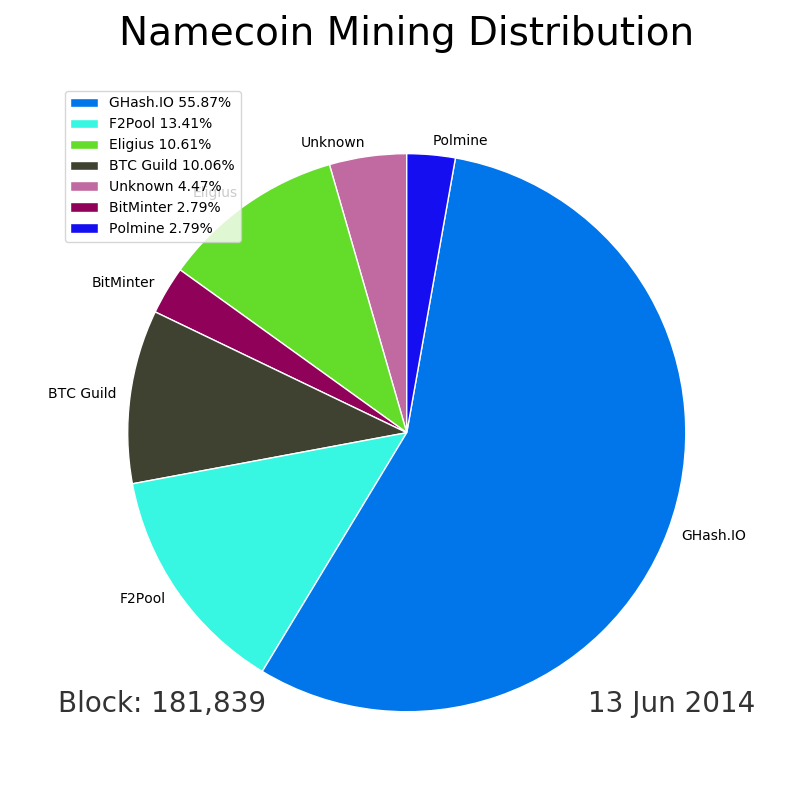 Namecoin Mining Distribution
GHash.IO 55.87%
F2Pool 13.41%
Eligius 10.61%
BTC Guild 10.06%
Unknown 4.47%
BitMinter 2.79%
Polmine 2.79%
Polmine
Unknown
Eligius
BitMinter
BTC Guild
GHash.IO
F2Pool
Block: 181,839
13 Jun 2014